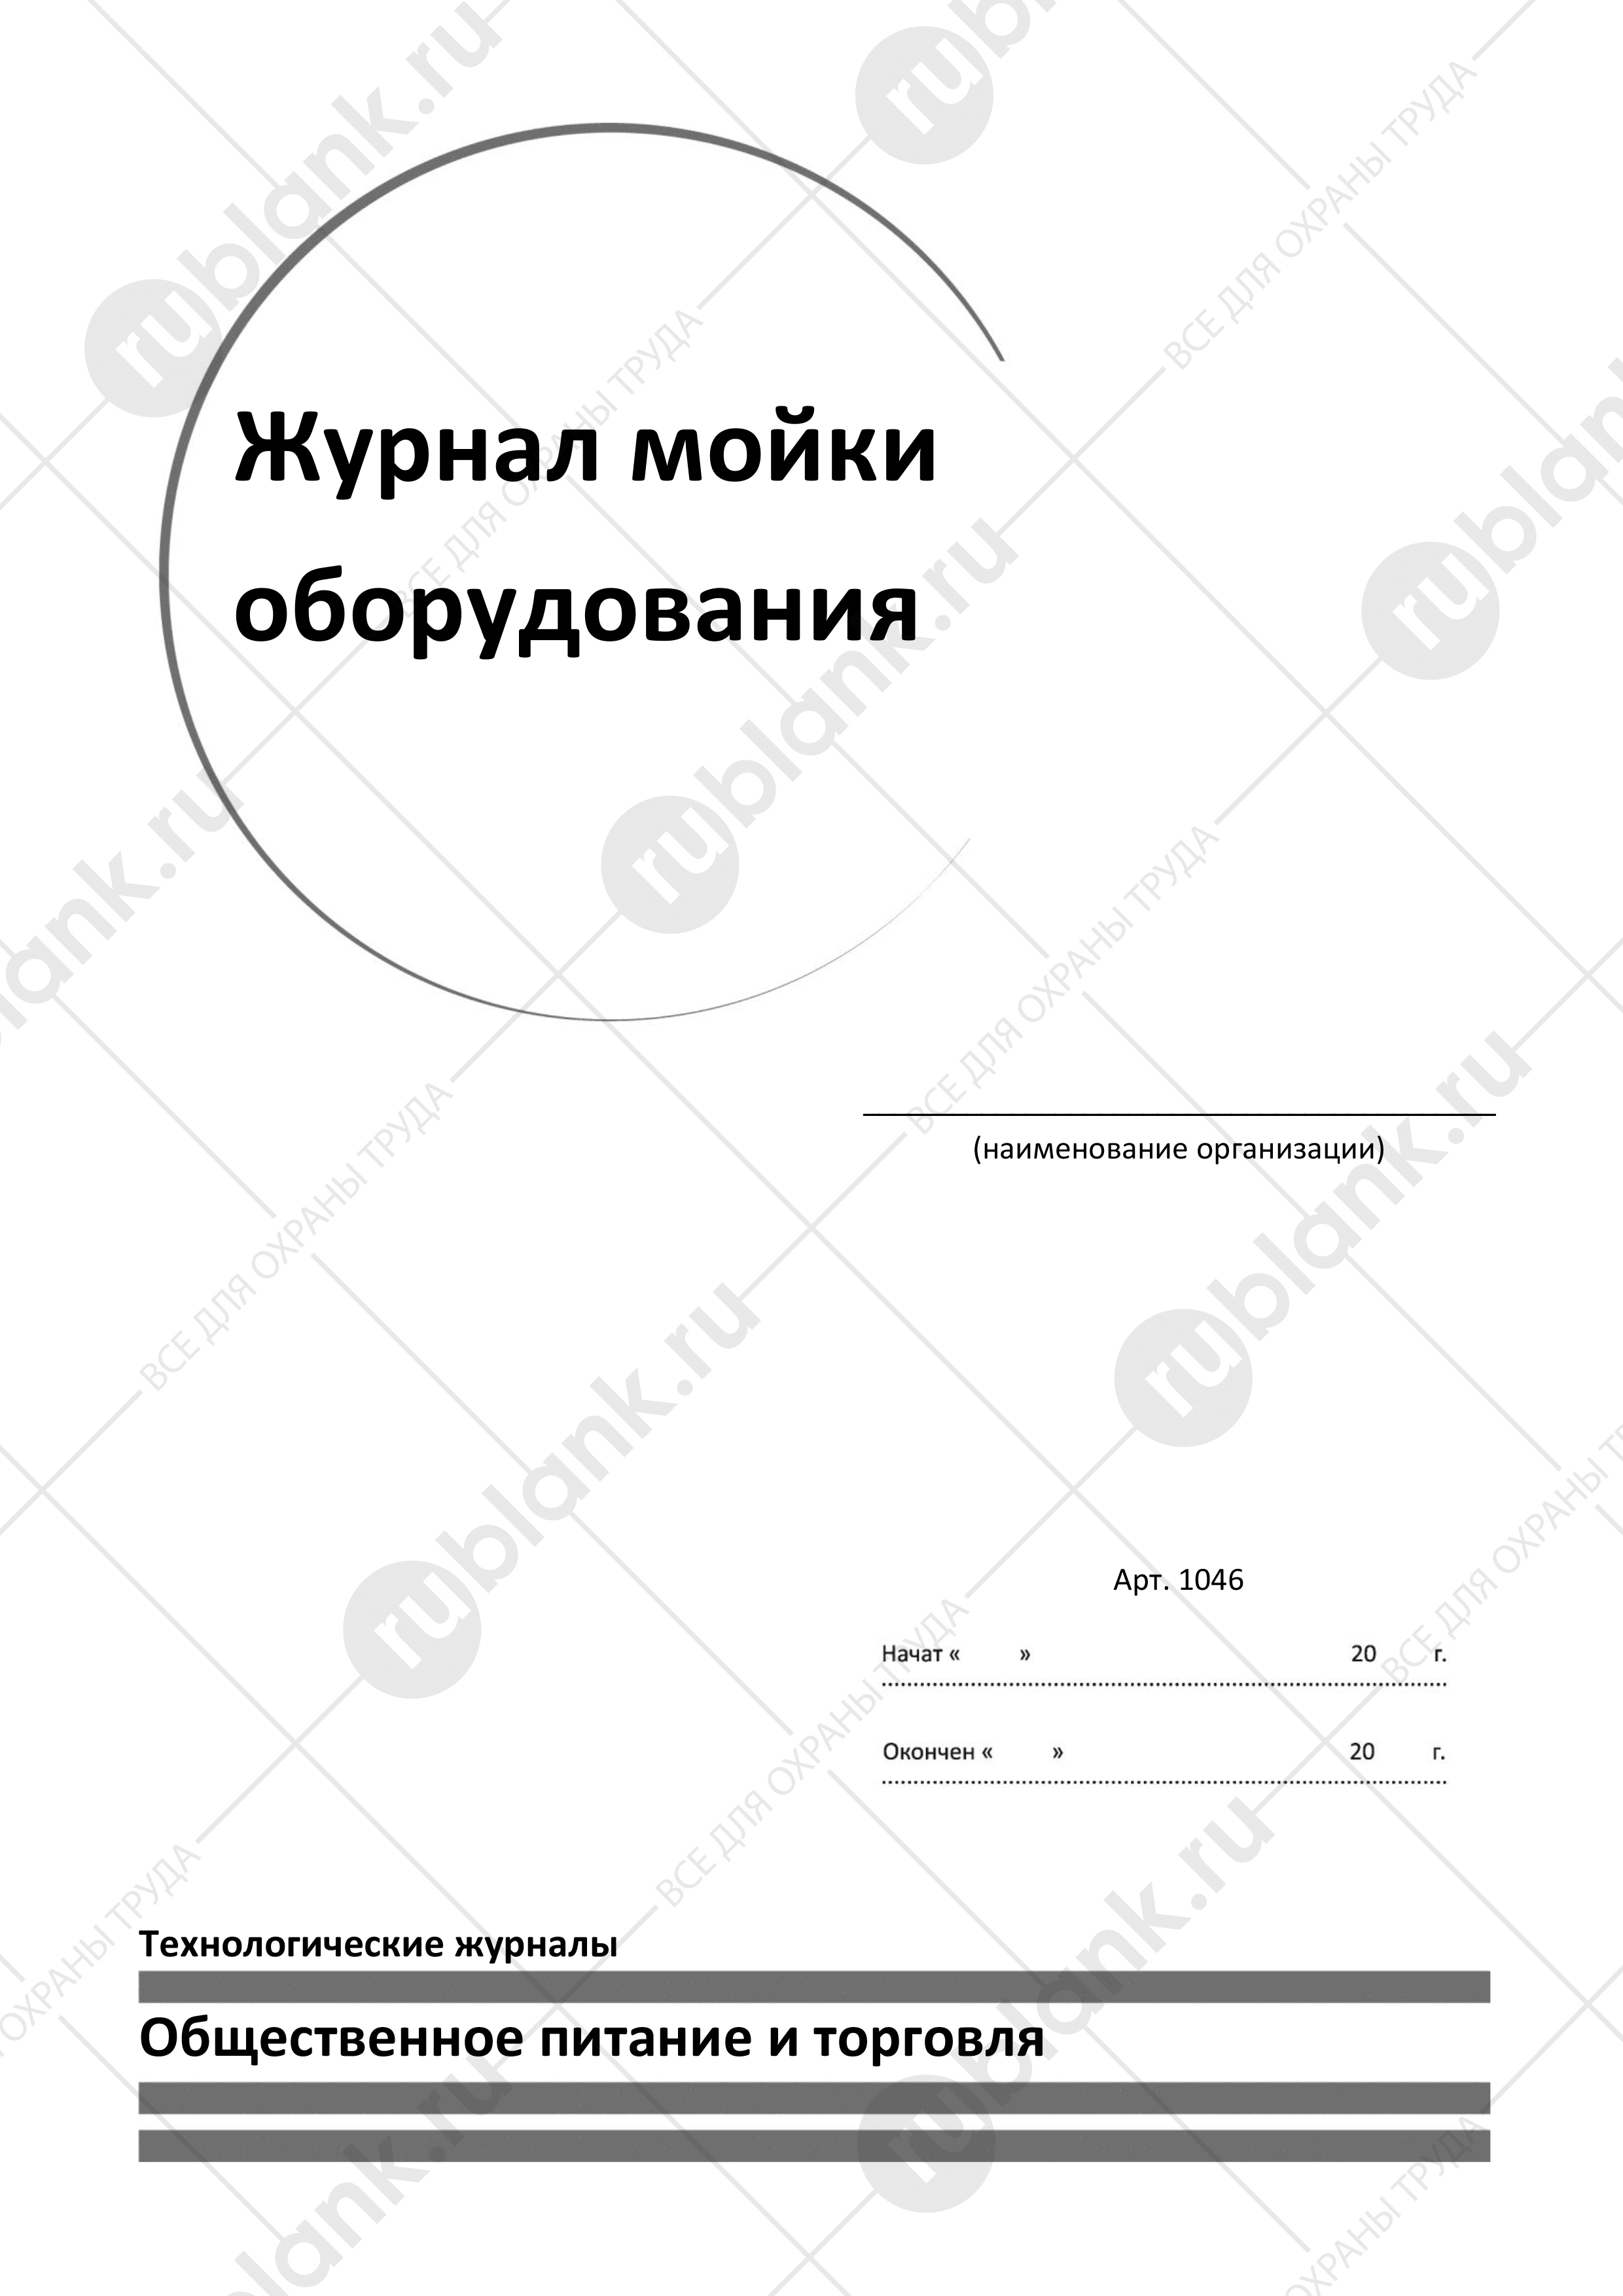 Журнал мойки
оборудования
(наименование организации)
Арт. 1046
Начат «        » 20        г.
Окончен «        » 20        г.
Технологические журналы
Общественное питание и торговля
rublank.ru
ВСЕ ДЛЯ ОХРАНЫ ТРУДА